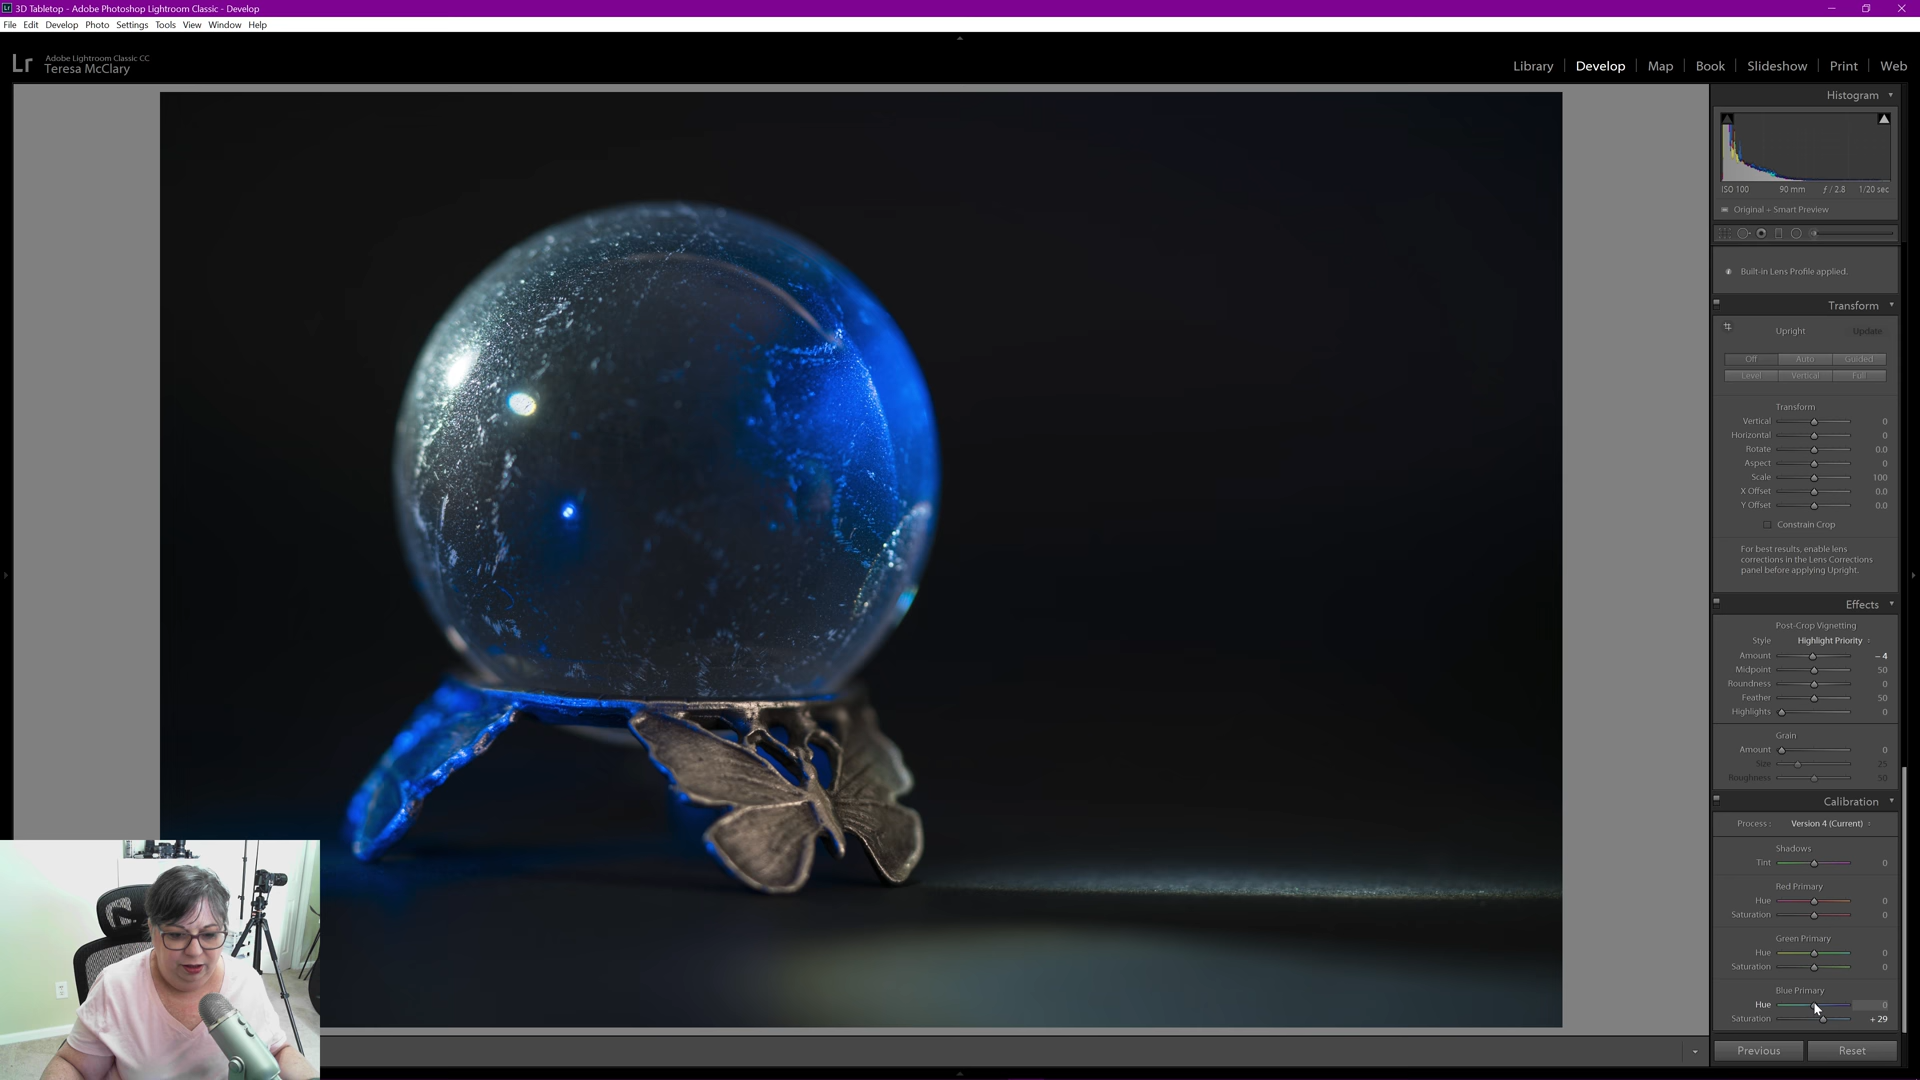 3D Tabletop - Adobe Photoshop Lightroom Classic - Develop
File Edit Develop Photo Settings Tools View Window Help
Lr Adobe Lightroom Classic CC
Teresa McClary
Library Develop Map Book Slideshow Print Web
Histogram
ISO 100 90 mm ƒ / 2.8 1/20 sec
Original + Smart Preview
Built-in Lens Profile applied.
Transform
Upright Update
Off Auto Guided
Level Vertical Full
Transform
Vertical 0
Horizontal 0
Rotate 0.0
Aspect 0
Scale 100
X Offset 0.0
Y Offset 0.0
Constrain Crop
For best results, enable lens
corrections in the Lens Corrections
panel before applying Upright.
Effects
Post-Crop Vignetting
Style Highlight Priority
Amount – 4
Midpoint 50
Roundness 0
Feather 50
Highlights 0
Grain
Amount 0
Size 25
Roughness 50
Calibration
Process : Version 4 (Current)
Shadows
Tint 0
Red Primary
Hue 0
Saturation 0
Green Primary
Hue 0
Saturation 0
Blue Primary
Hue 0
Saturation + 29
Previous Reset